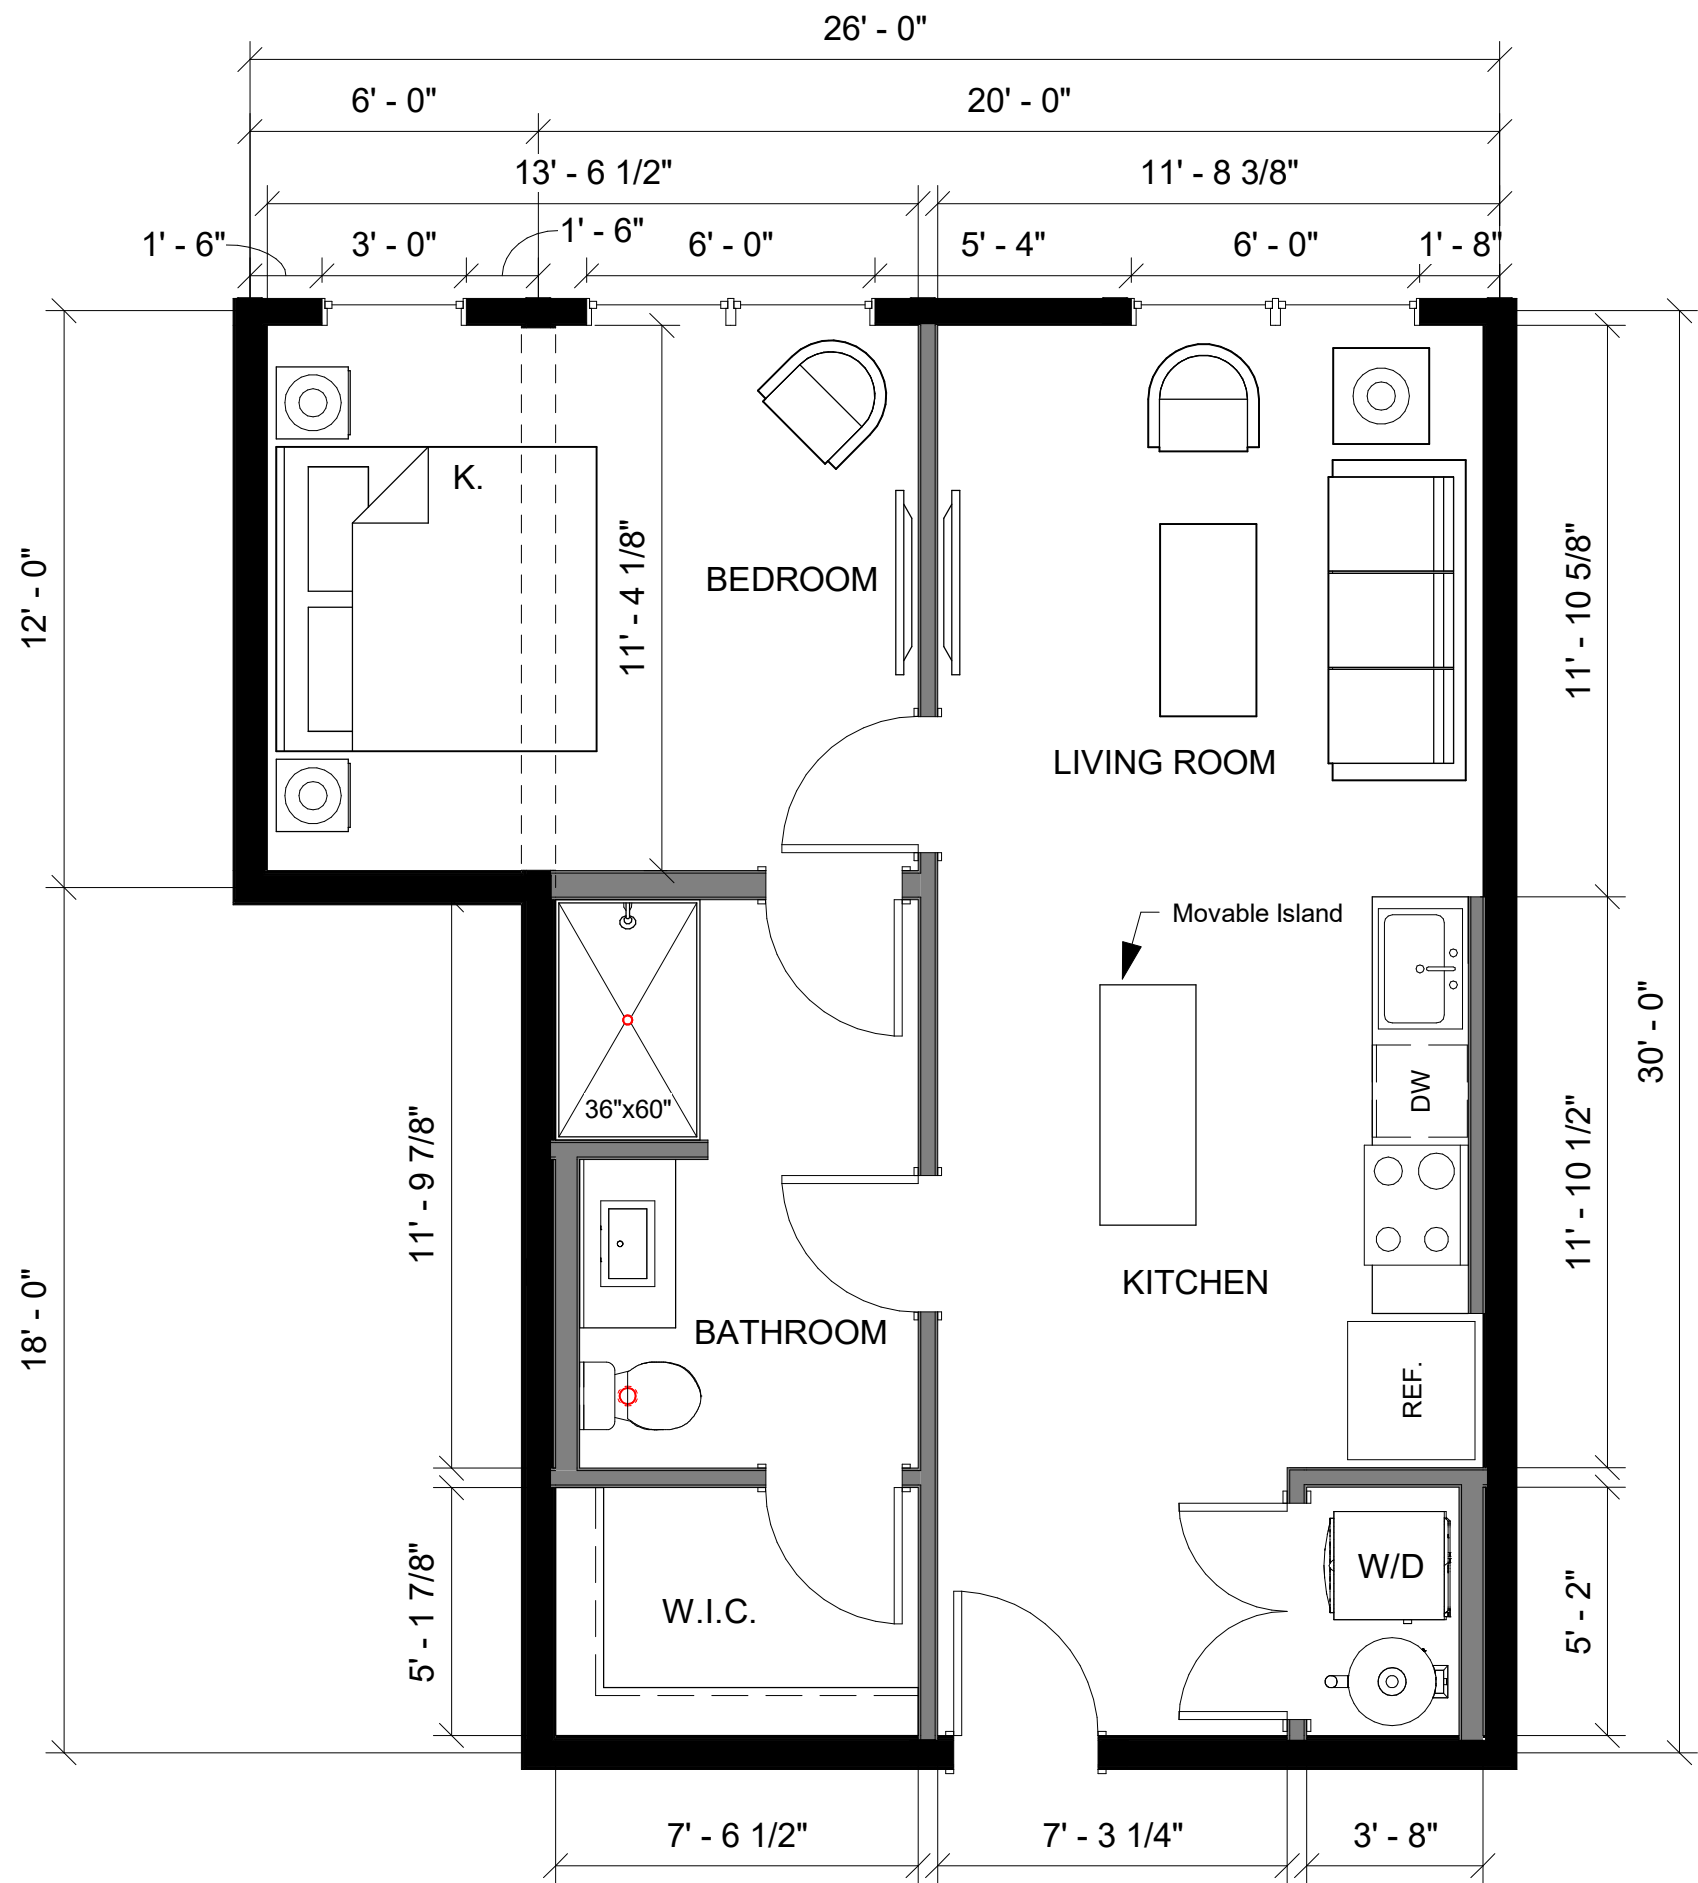 26' - 0"
6' - 0"
20' - 0"
13' - 6 1/2"
11' - 8 3/8"
1' - 6"
3' - 0"
1' - 6"
6' - 0"
5' - 4"
6' - 0"
1' - 8"
K.
12' - 0"
11' - 4 1/8"
BEDROOM
11' - 10 5/8"
LIVING ROOM
Movable Island
30' - 0"
DW
36"x60"
11' - 9 7/8"
11' - 10 1/2"
KITCHEN
18' - 0"
BATHROOM
REF.
W/D
5' - 1 7/8"
W.I.C.
5' - 2"
7' - 6 1/2"
7' - 3 1/4"
3' - 8"